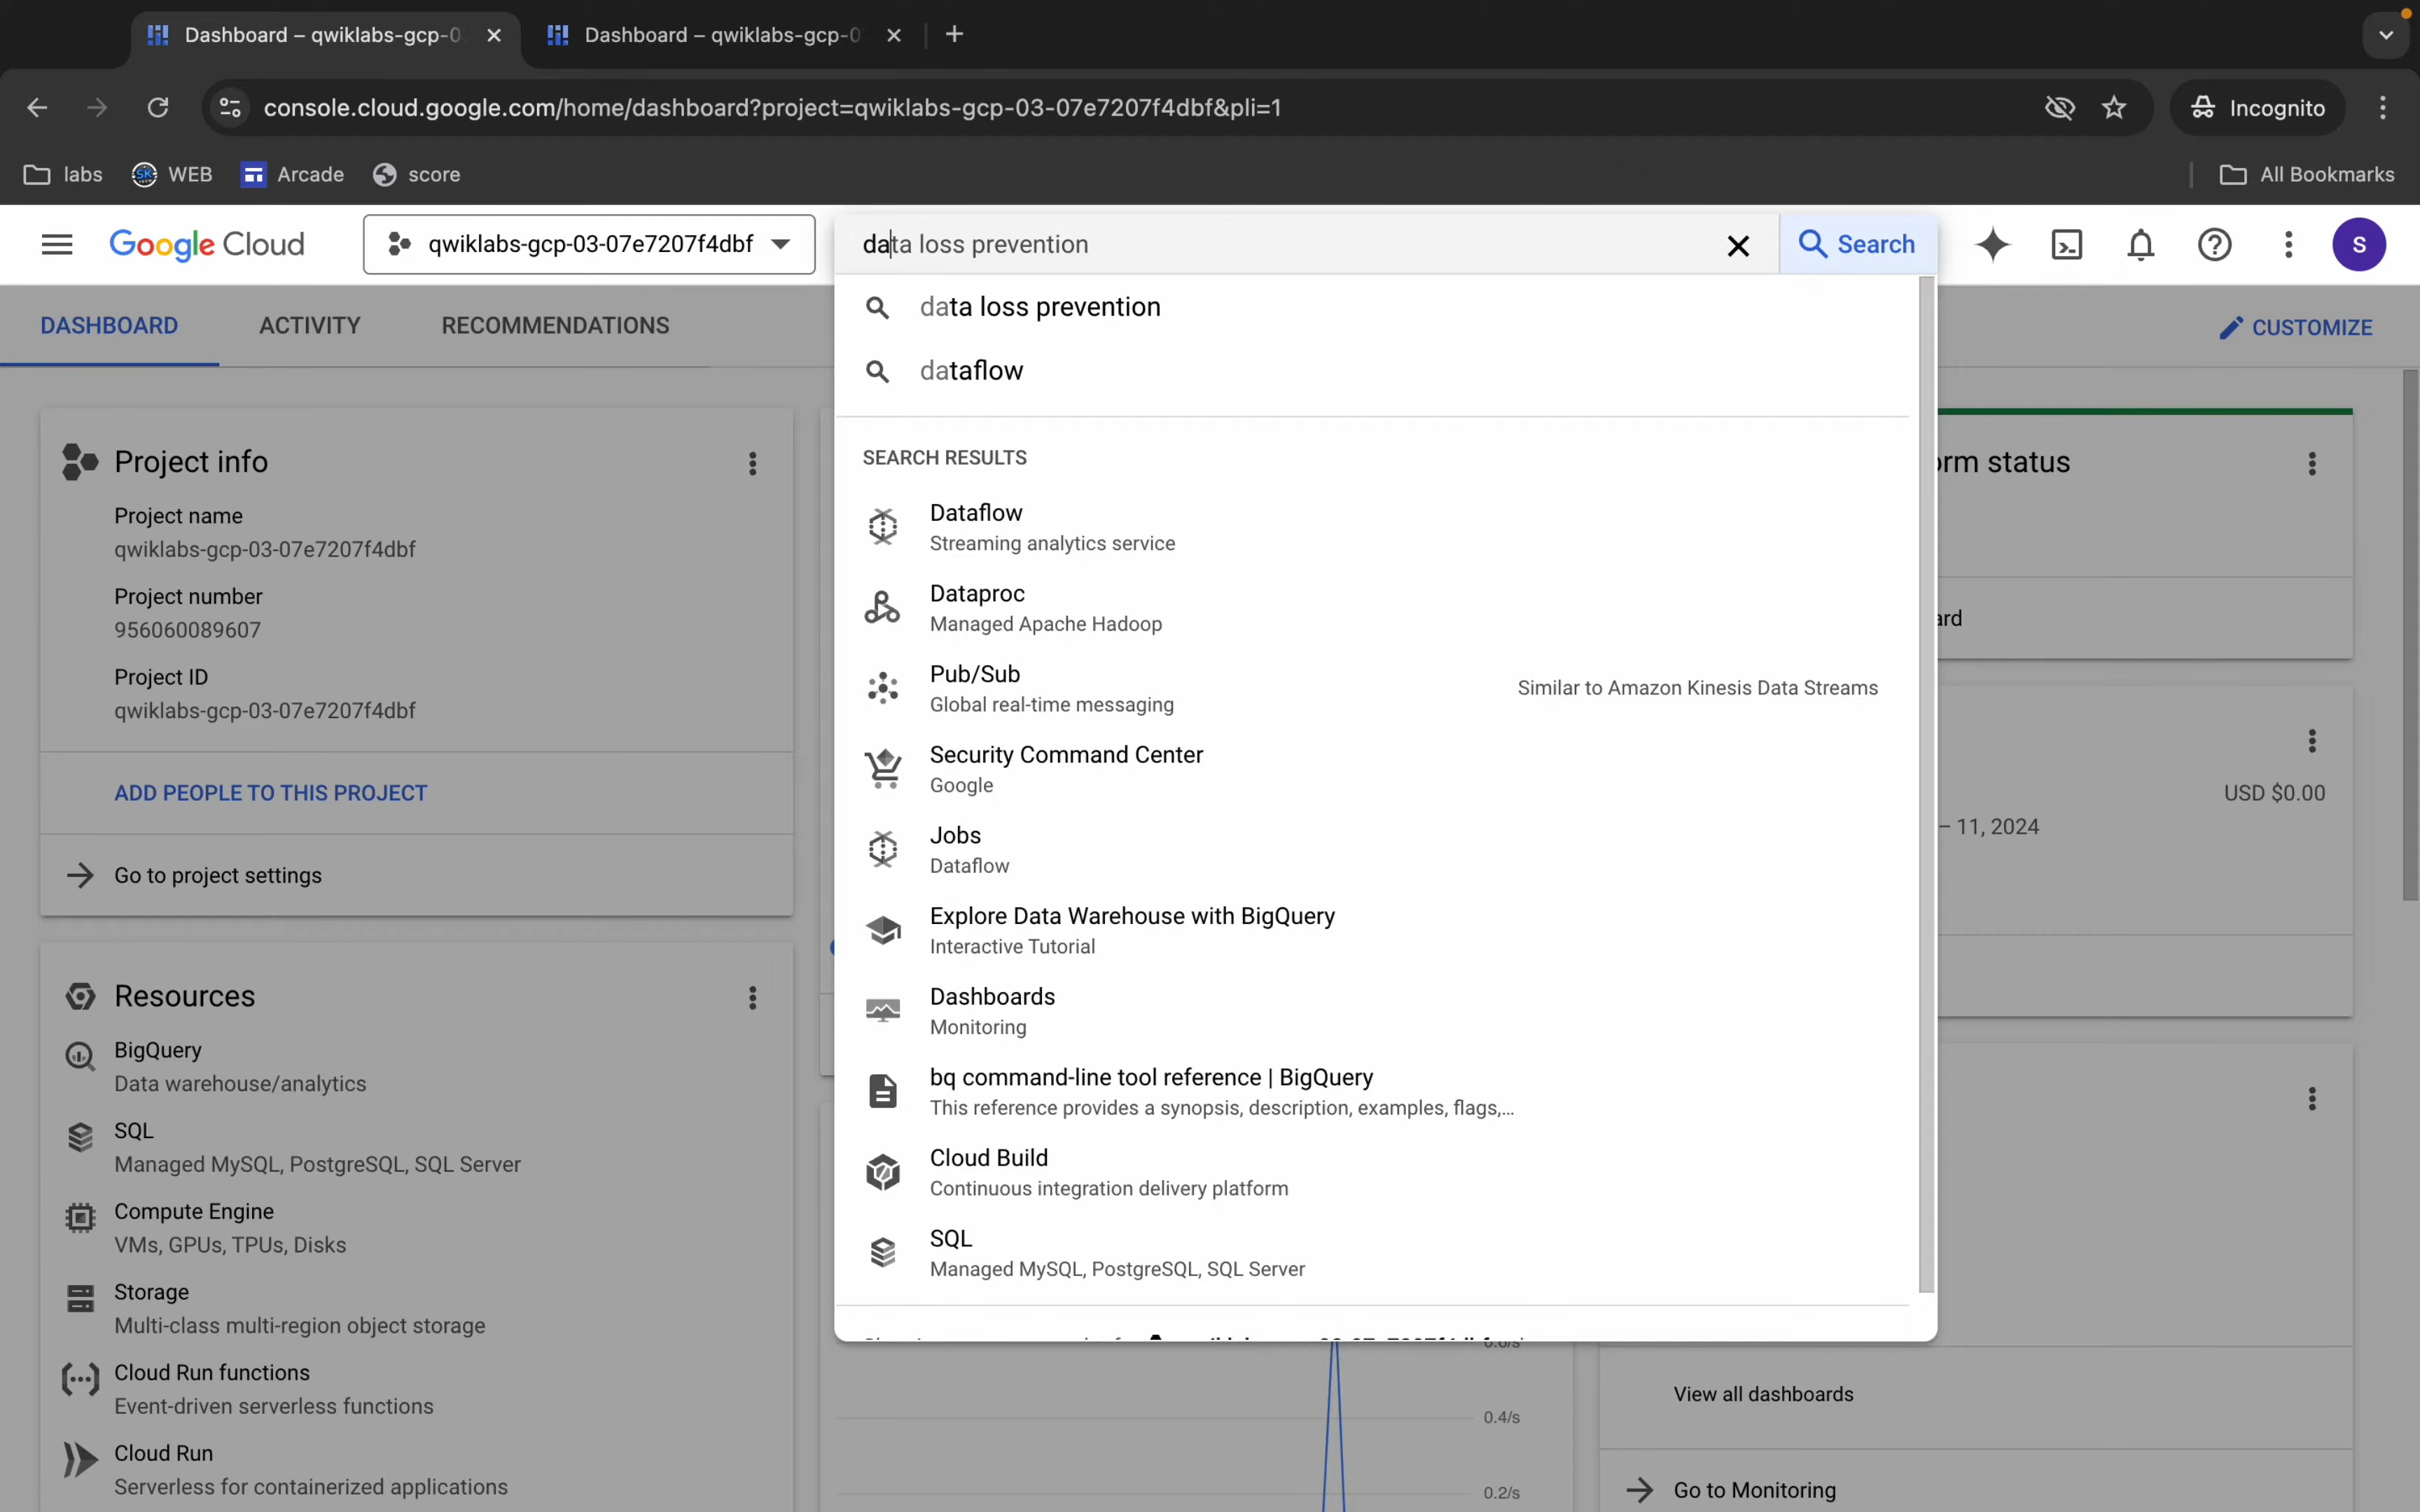 Dashboard – qwiklabs-gcp-0
Dashboard – qwiklabs-gcp-0
console.cloud.google.com/home/dashboard?project=qwiklabs-gcp-03-07e7207f4dbf&pli=1
Incognito
labs
WEB
Arcade
score
All Bookmarks
Google Cloud
qwiklabs-gcp-03-07e7207f4dbf
data loss prevention
Search
S
DASHBOARD
ACTIVITY
RECOMMENDATIONS
CUSTOMIZE
data loss prevention
dataflow
SEARCH RESULTS
Dataflow
Streaming analytics service
Dataproc
Managed Apache Hadoop
Pub/Sub
Global real-time messaging
Similar to Amazon Kinesis Data Streams
Security Command Center
Google
Jobs
Dataflow
Explore Data Warehouse with BigQuery
Interactive Tutorial
Dashboards
Monitoring
bq command-line tool reference | BigQuery
This reference provides a synopsis, description, examples, flags,...
Cloud Build
Continuous integration delivery platform
SQL
Managed MySQL, PostgreSQL, SQL Server
Project info
Project name
qwiklabs-gcp-03-07e7207f4dbf
Project number
956060089607
Project ID
qwiklabs-gcp-03-07e7207f4dbf
ADD PEOPLE TO THIS PROJECT
Go to project settings
Resources
BigQuery
Data warehouse/analytics
SQL
Managed MySQL, PostgreSQL, SQL Server
Compute Engine
VMs, GPUs, TPUs, Disks
Storage
Multi-class multi-region object storage
Cloud Run functions
Event-driven serverless functions
Cloud Run
Serverless for containerized applications
0.4/s
0.2/s
orm status
ard
USD $0.00
– 11, 2024
View all dashboards
Go to Monitoring